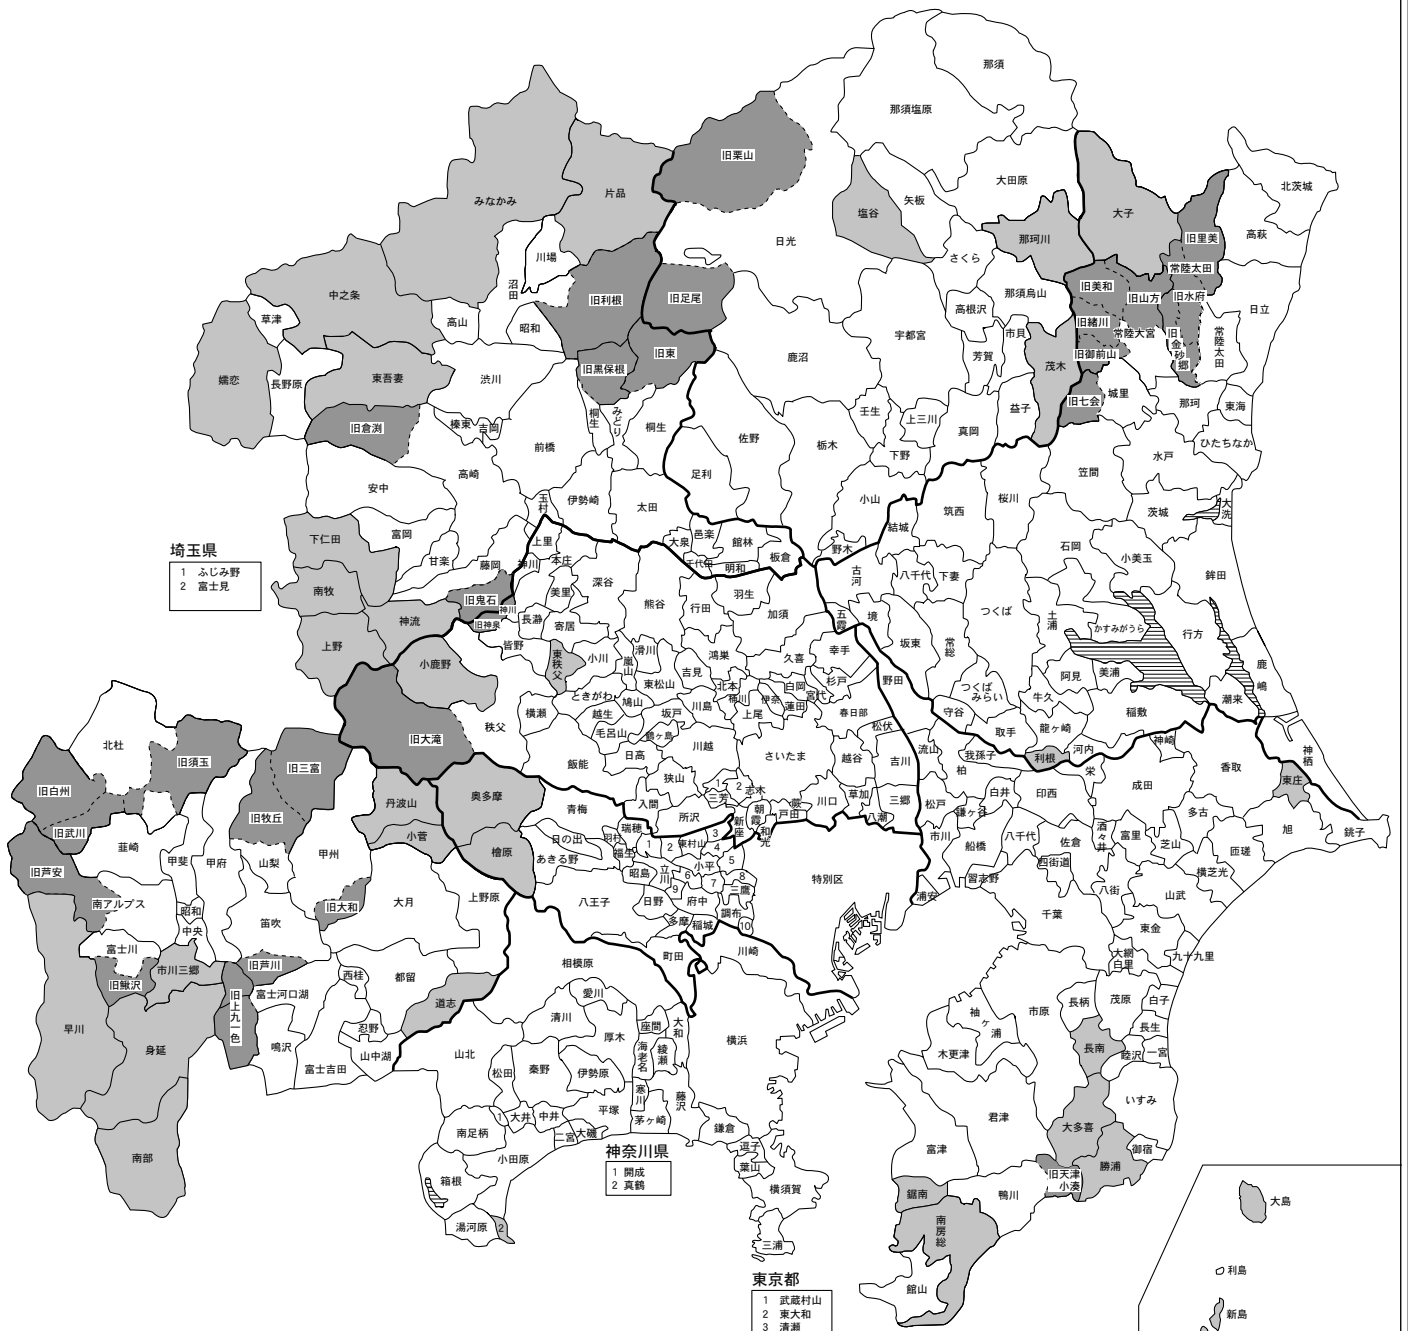 那須
那須塩原
旧栗山
大田原
北茨城
みなかみ
片品
塩谷
矢板
大子
高萩
日光
那珂川
旧里美
川場
さくら
常陸太田
沼田
中之条
旧利根
旧足尾
旧美和
旧山方
旧水府
草津
高山
昭和
高根沢
那須烏山
日立
旧緒川
常陸大宮
旧金砂郷
常陸太田
宇都宮
市貝
旧御前山
嬬恋
長野原
東吾妻
渋川
旧黒保根
旧東
鹿沼
芳賀
茂木
旧七会
城里
那珂
東海
旧倉渕
榛東
吉岡
前橋
桐生
みどり
桐生
佐野
栃木
壬生
上三川
真岡
益子
ひたちなか
水戸
安中
高崎
足利
下野
笠間
茨城
大洗
玉村
伊勢崎
太田
小山
筑西
桜川
結城
下仁田
富岡
甘楽
藤岡
上里
神川
本庄
大泉
邑楽
館林
千代田
明和
板倉
野木
石岡
小美玉
鉾田
埼玉県
1 ふじみ野
2 富士見
南牧
旧鬼石
神川
旧神泉
美里
深谷
熊谷
行田
羽生
加須
古河
八千代
下妻
つくば
土浦
かすみがうら
行方
五霞
境
坂東
常総
神流
長瀞
寄居
上野
小鹿野
皆野
東秩父
小川
嵐山
滑川
吉見
鴻巣
久喜
幸手
鹿嶋
阿見
美浦
潮来
北本
白岡
宮代
杉戸
野田
つくばみらい
牛久
稲敷
ときがわ
東松山
桶川
伊奈
蓮田
秩父
横瀬
越生
鳩山
坂戸
川島
上尾
春日部
松伏
守谷
取手
龍ヶ崎
神栖
北杜
旧大滝
毛呂山
鶴ヶ島
川越
さいたま
越谷
吉川
流山
我孫子
利根
河内
神崎
旧須玉
旧三富
飯能
日高
狭山
1
2
志木
柏
栄
成田
香取
東庄
旧白州
丹波山
奥多摩
青梅
入間
三芳
所沢
朝霞
蕨
戸田
川口
草加
三郷
松戸
鎌ヶ谷
白井
印西
多古
旭
銚子
旧武川
旧牧丘
小菅
新座
和光
八潮
韮崎
甲斐
甲府
山梨
甲州
檜原
日の出
羽村
瑞穂
福生
1
2
東村山
3
4
市川
船橋
八千代
佐倉
酒々井
富里
芝山
匝瑳
旧芦安
あきる野
昭島
立川
小平
5
特別区
習志野
四街道
横芝光
南アルプス
昭和
旧大和
大月
上野原
八王子
日野
9
6
7
8
三鷹
府中
浦安
八街
山武
中央
笛吹
多摩
稲城
調布
10
千葉
東金
富士川
市川三郷
旧芦川
西桂
都留
相模原
町田
川崎
大網白里
九十九里
旧鰍沢
旧上九一色
富士河口湖
道志
愛川
市原
長柄
茂原
白子
早川
身延
鳴沢
忍野
清川
座間
大和
袖ヶ浦
長生
山中湖
山北
厚木
海老名
綾瀬
横浜
木更津
長南
睦沢
一宮
富士吉田
松田
秦野
伊勢原
寒川
藤沢
君津
いすみ
南部
1
大井
中井
平塚
茅ヶ崎
鎌倉
大多喜
南足柄
二宮
大磯
逗子
富津
御宿
小田原
神奈川県
1 開成
2 真鶴
葉山
勝浦
旧天津小湊
箱根
横須賀
鋸南
鴨川
大島
湯河原
2
三浦
南房総
利島
東京都
1 武蔵村山
2 東大和
3 清瀬
館山
新島